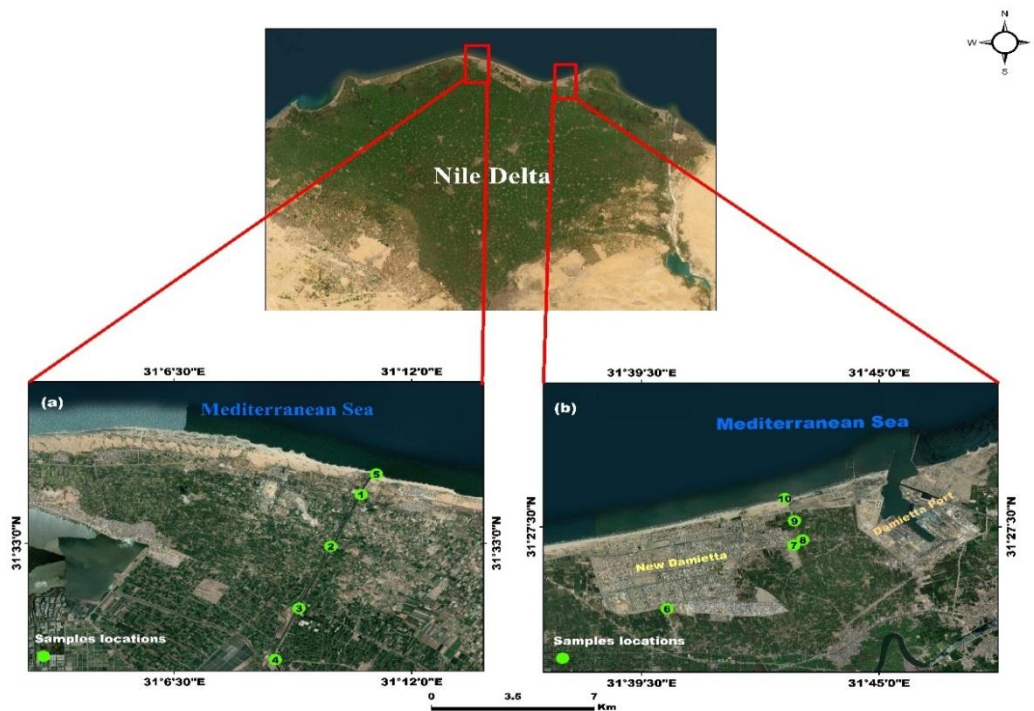 N
W
S
Nile Delta
31°6'30"E
31°12'0"E
(a)
Mediterranean Sea
5
1
2
3
4
31°33'0"N
31°33'0"N
Samples locations
31°6'30"E
31°12'0"E
31°39'30"E
31°45'0"E
(b)
Mediterranean Sea
10
9
8
7
6
Damietta Port
New Damietta
31°27'30"N
31°27'30"N
Samples locations
31°39'30"E
31°45'0"E
0 3.5 7
Km